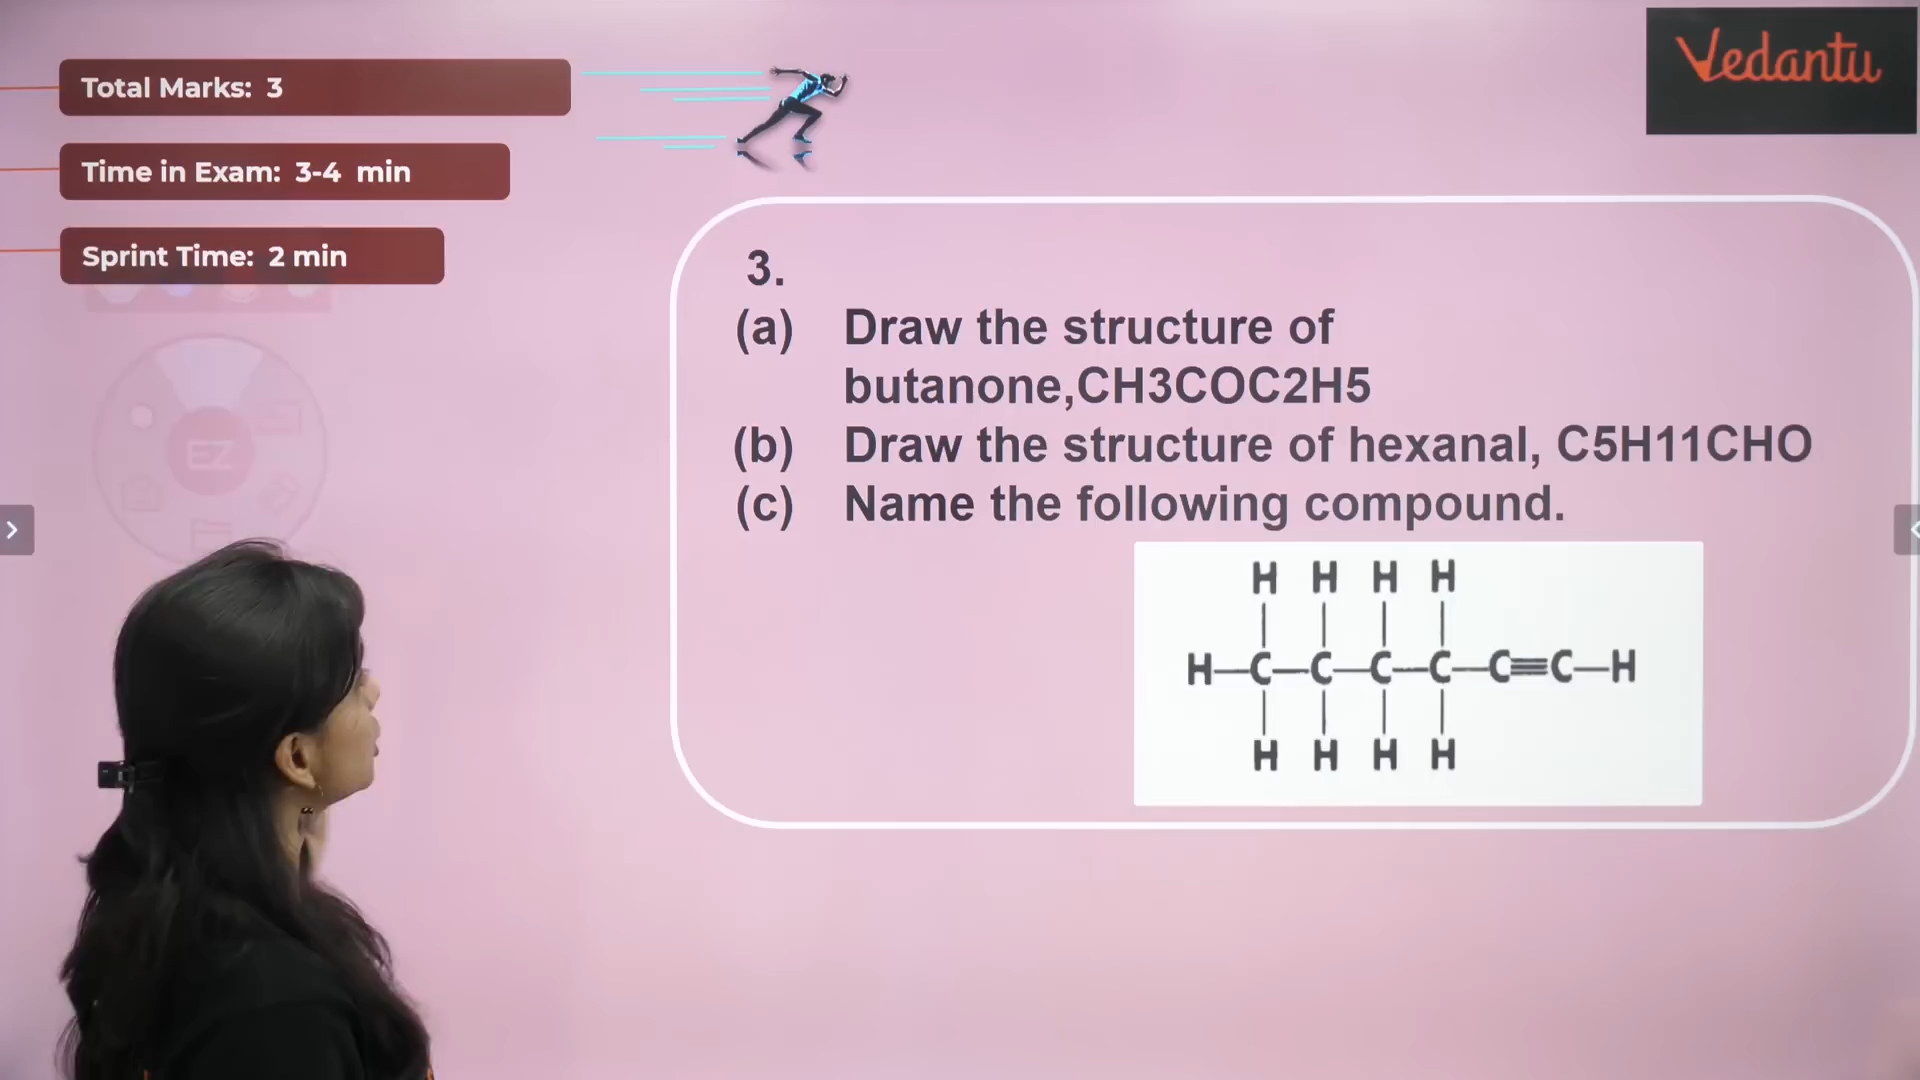 Vedantu
Total Marks: 3
Time in Exam: 3-4 min
Sprint Time: 2 min
EZ
3.
(a) Draw the structure of
butanone,CH3COC2H5
(b) Draw the structure of hexanal, C5H11CHO
(c) Name the following compound.
H H H H
H—C—C—C—C—C≡C—H
H H H H